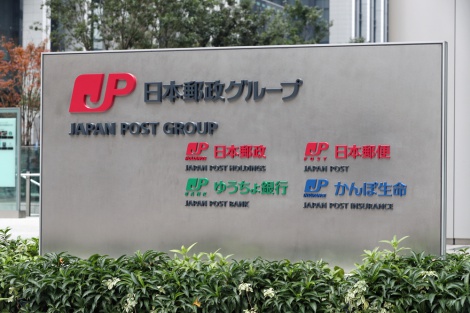 JP 日本郵政グループ
JAPAN POST GROUP
JP 日本郵政 JP POST 日本郵便
JAPAN POST HOLDINGS JAPAN POST
JP BANK ゆうちょ銀行 JP かんぽ生命
JAPAN POST BANK JAPAN POST INSURANCE